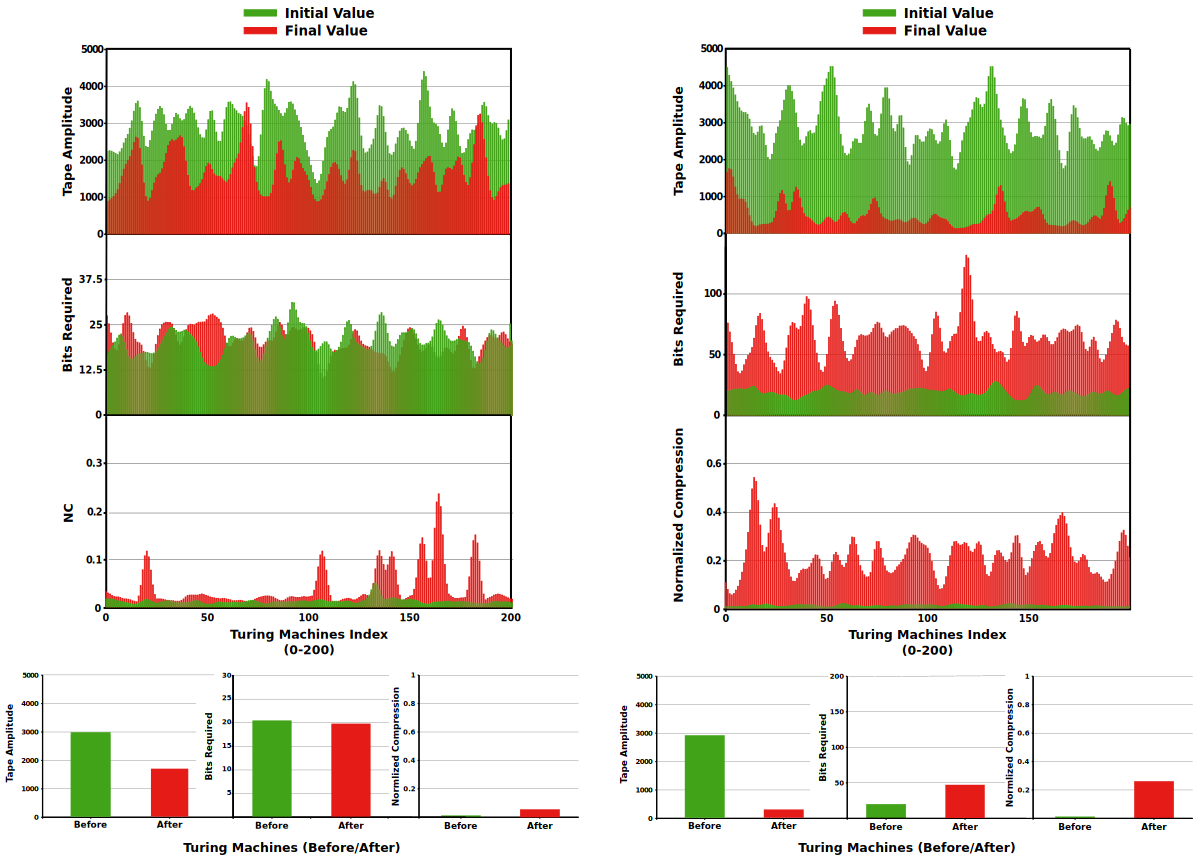 Initial Value
Final Value
5000
4000
3000
2000
1000
0
Tape Amplitude
37.5
25
12.5
0
Bits Required
0.3
0.2
0.1
0
NC
0 50 100 150 200
Turing Machines Index
(0-200)
Initial Value
Final Value
5000
4000
3000
2000
1000
0
Tape Amplitude
100
50
0
Bits Required
0.6
0.4
0.2
0
Normalized Compression
0 50 100 150
Turing Machines Index
(0-200)
5000
4000
3000
2000
1000
0
Tape Amplitude
Before After
30
25
20
15
10
5
Bits Required
Before After
1
0.8
0.6
0.4
0.2
Normlized Compression
Before After
Turing Machines (Before/After)
5000
4000
3000
2000
1000
0
Tape Amplitude
Before After
200
150
100
50
Bits Required
Before After
1
0.8
0.6
0.4
0.2
Normlized Compression
Before After
Turing Machines (Before/After)